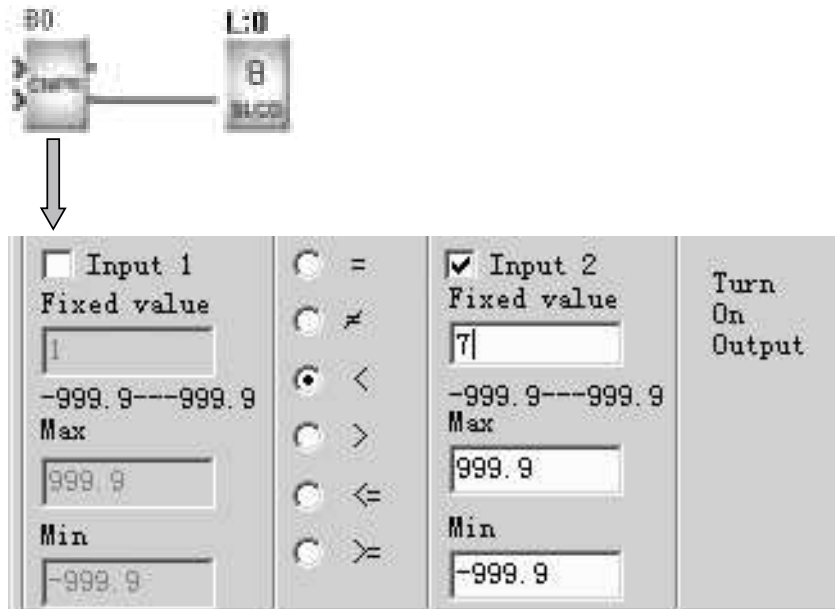 B0
L:0
CMPR
8
Input 1
Fixed value
1
-999.9---999.9
Max
999.9
Min
-999.9
=
≠
<
>
<=
>=
Input 2
Fixed value
7
-999.9---999.9
Max
999.9
Min
-999.9
Turn
On
Output